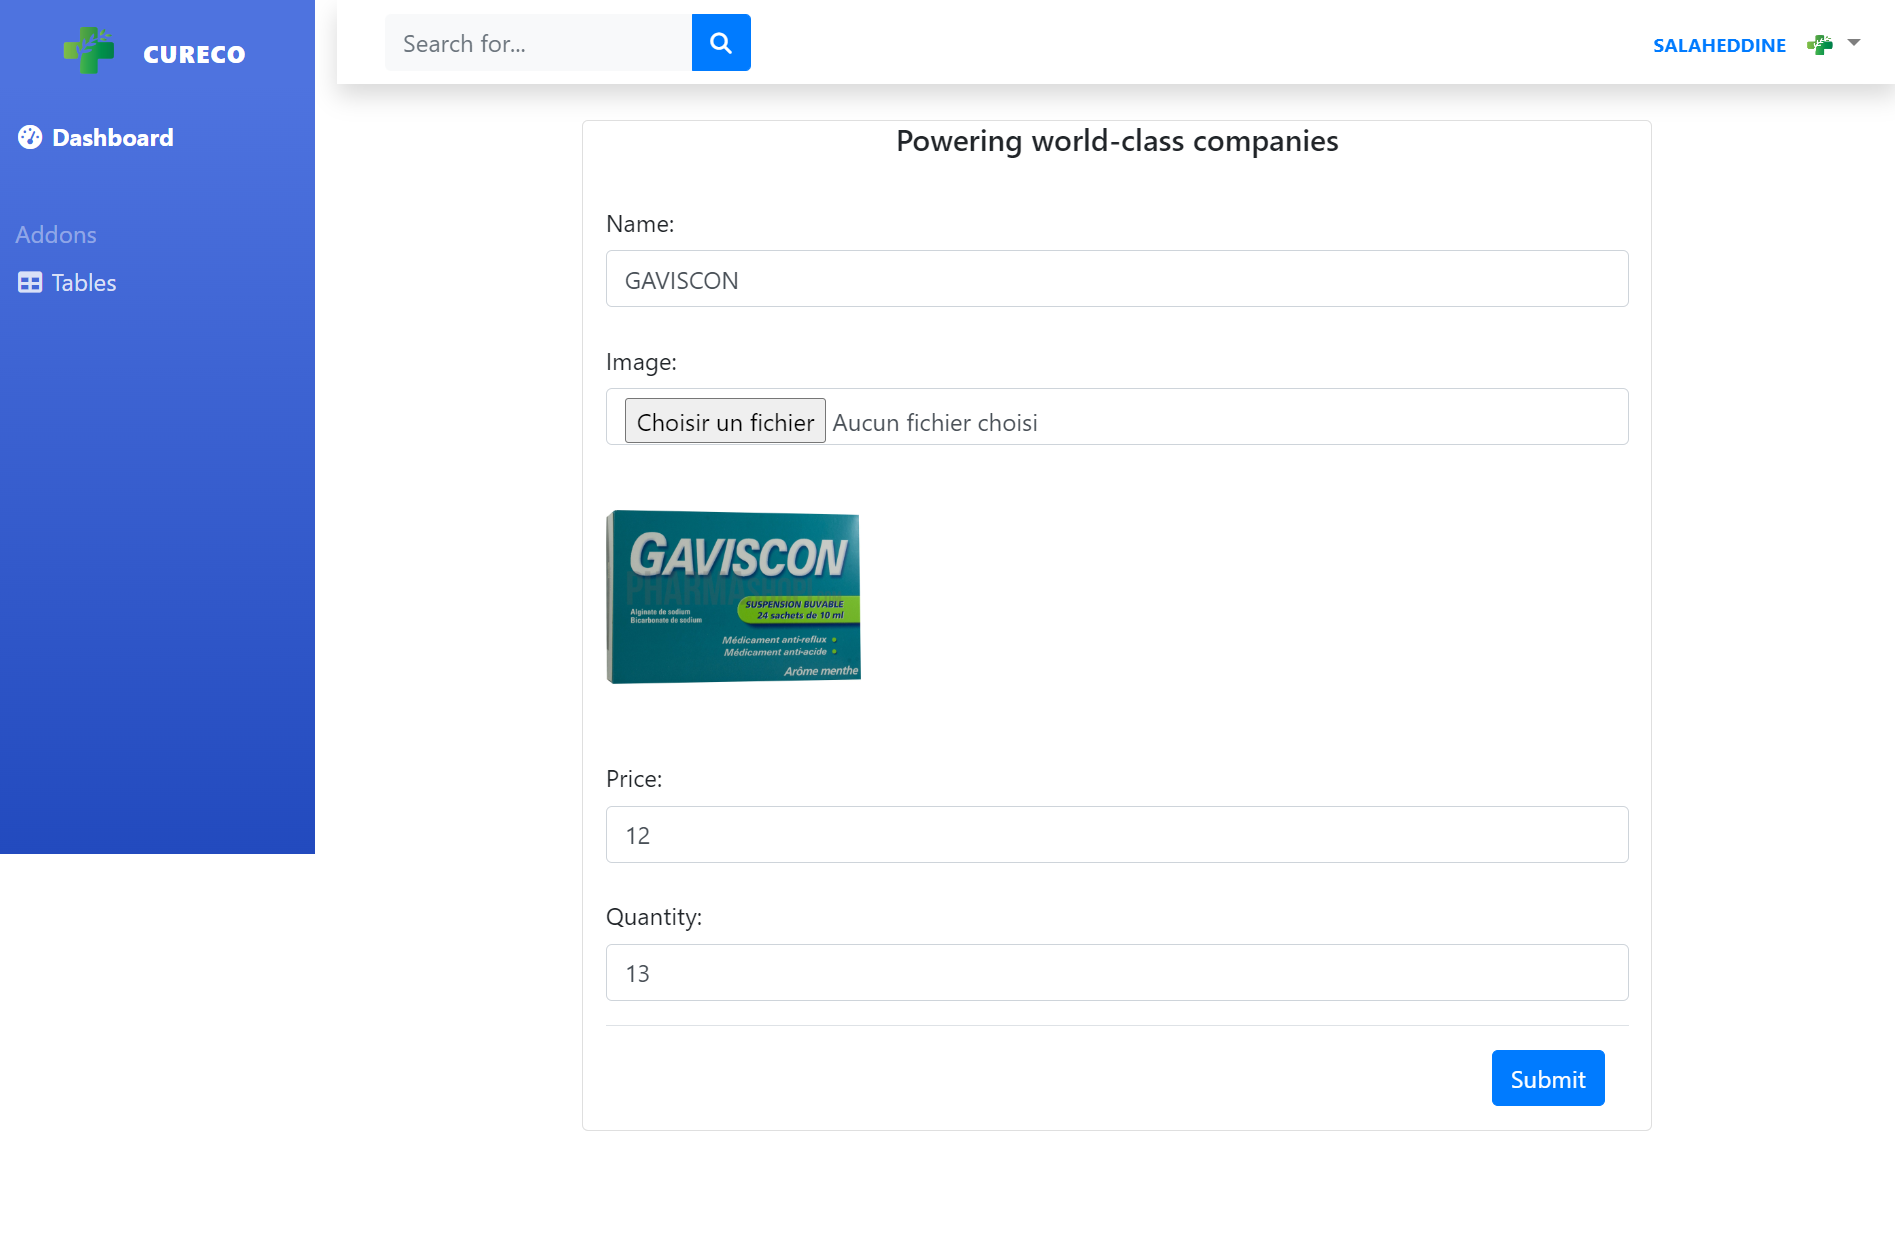 CURECO
Search for...
SALAHEDDINE
Dashboard
Addons
Tables
Powering world-class companies
Name:
GAVISCON
Image:
Choisir un fichier Aucun fichier choisi
GAVISCON
Alginate de sodium
Bicarbonate de sodium
SUSPENSION BUVABLE
24 sachets de 10 ml
Médicament anti-reflux
Médicament anti-acide
Arôme menthe
Price:
12
Quantity:
13
Submit